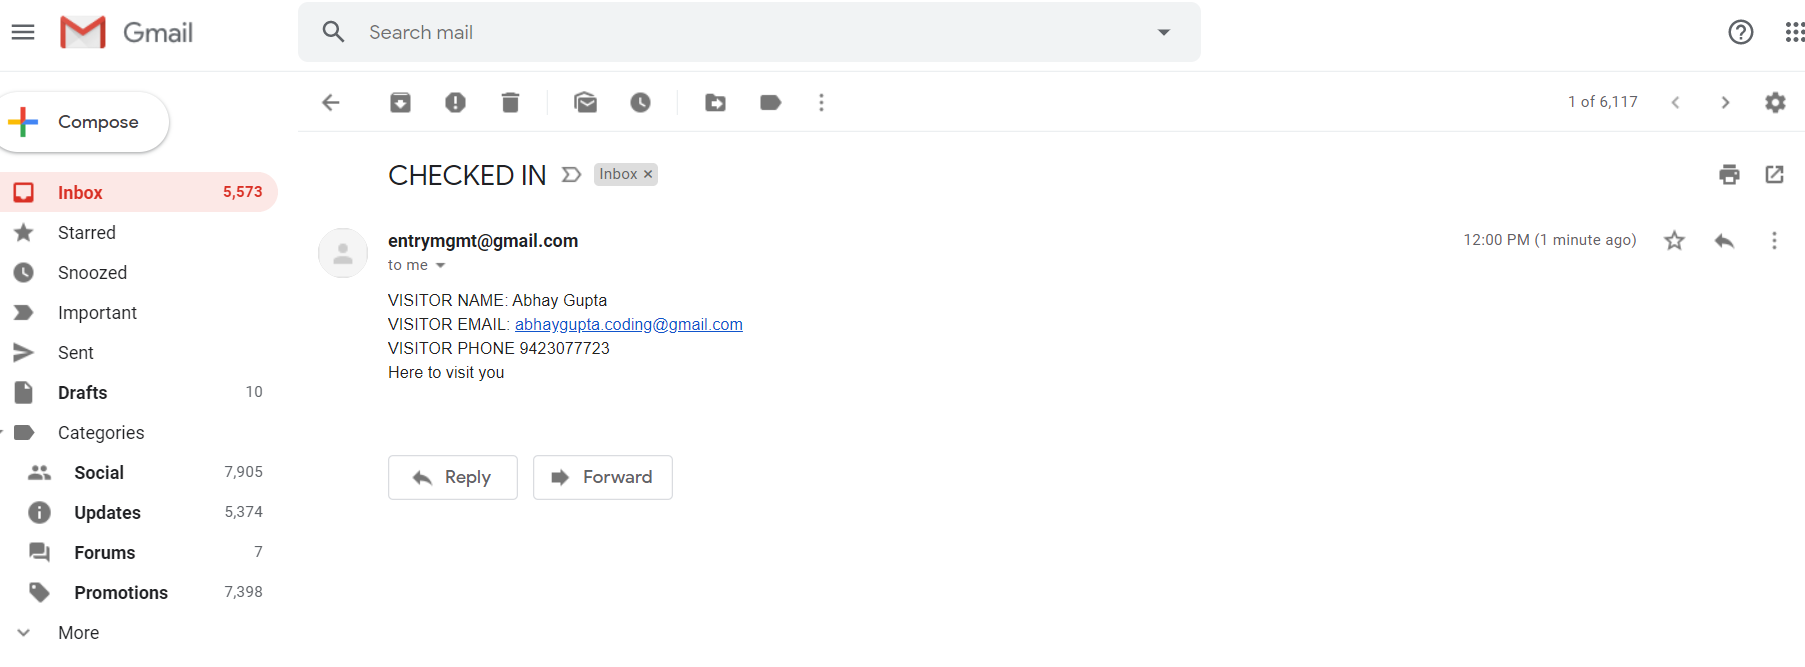 Gmail
Search mail
1 of 6,117
Compose
CHECKED IN Inbox ×
Inbox 5,573
Starred
Snoozed
Important
Sent
Drafts 10
Categories
Social 7,905
Updates 5,374
Forums 7
Promotions 7,398
More
entrymgmt@gmail.com 12:00 PM (1 minute ago)
to me
VISITOR NAME: Abhay Gupta
VISITOR EMAIL: abhaygupta.coding@gmail.com
VISITOR PHONE 9423077723
Here to visit you
Reply Forward